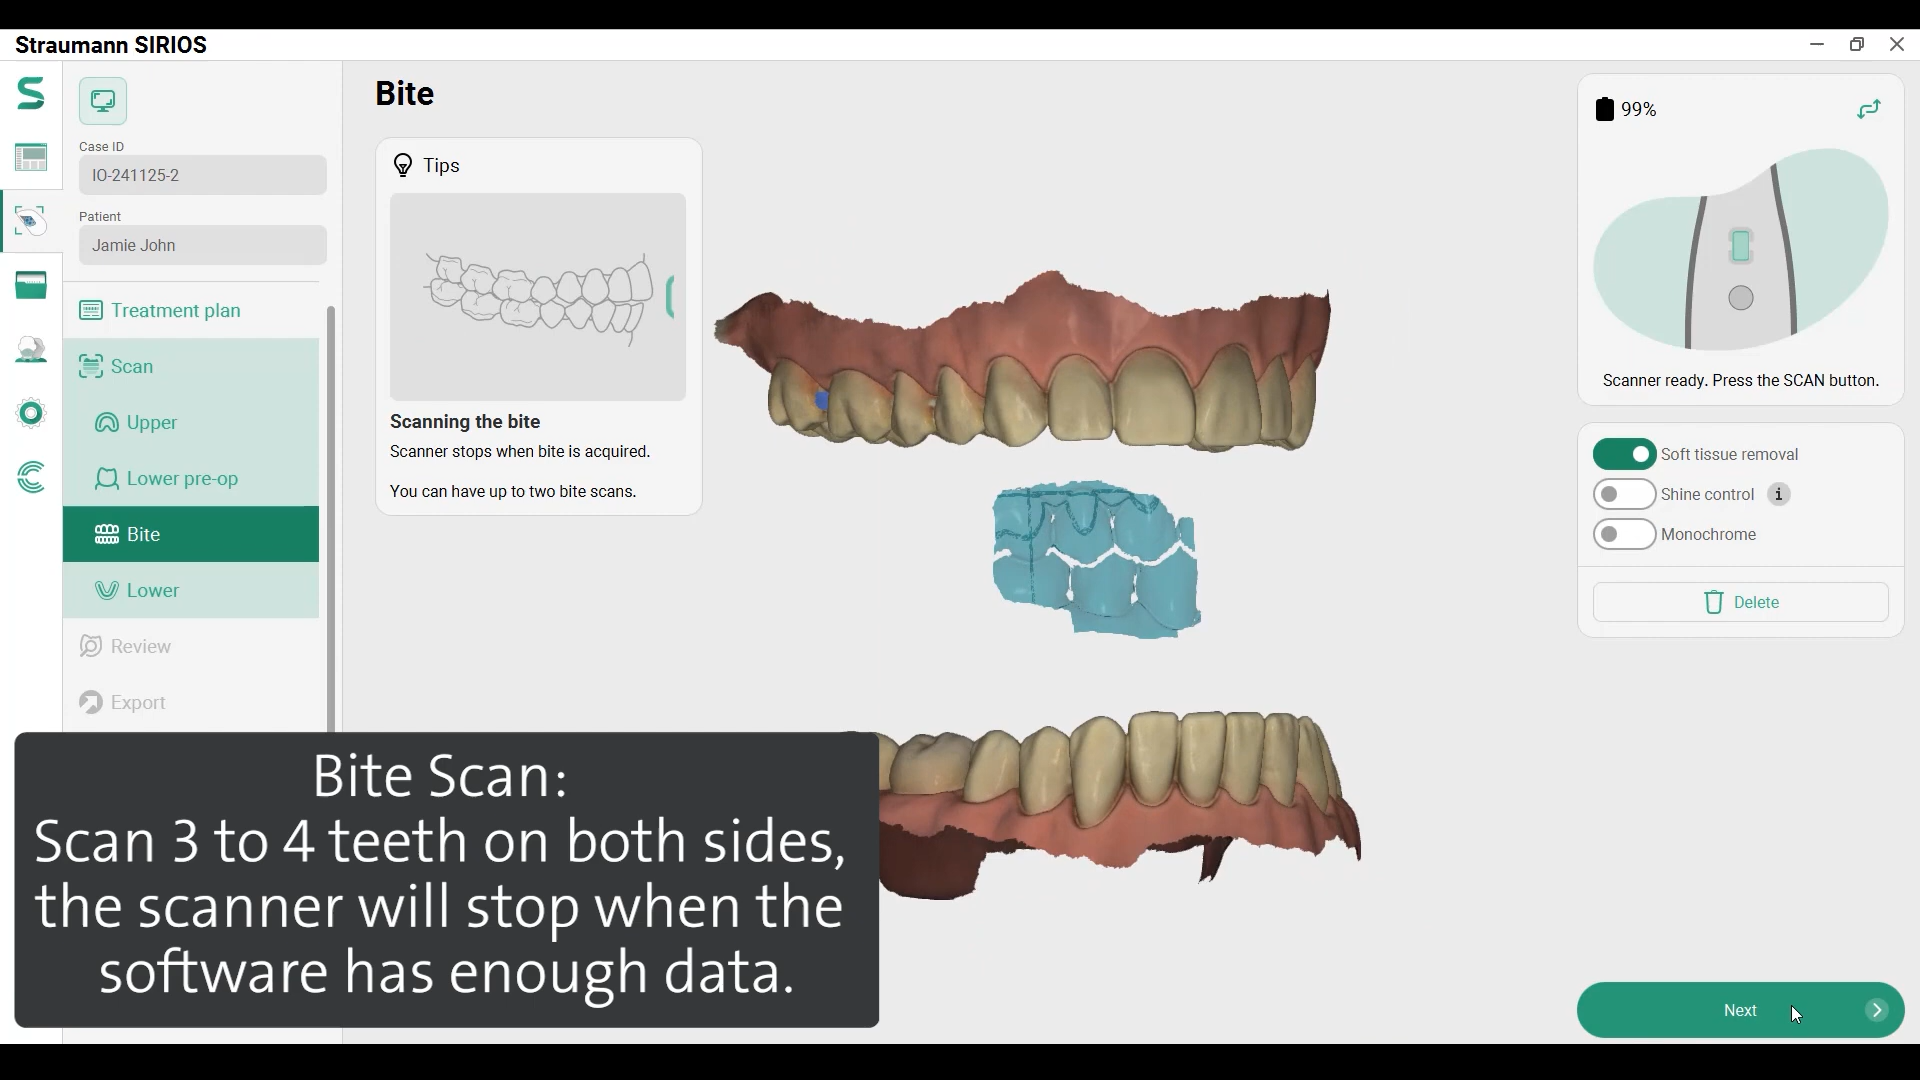 Straumann SIRIOS
Case ID
IO-241125-2
Patient
Jamie John
Treatment plan
Scan
Upper
Lower pre-op
Bite
Lower
Review
Export
Bite
Tips
Scanning the bite
Scanner stops when bite is acquired.
You can have up to two bite scans.
99%
Scanner ready. Press the SCAN button.
Soft tissue removal
Shine control i
Monochrome
Delete
Next
Bite Scan:
Scan 3 to 4 teeth on both sides,
the scanner will stop when the
software has enough data.